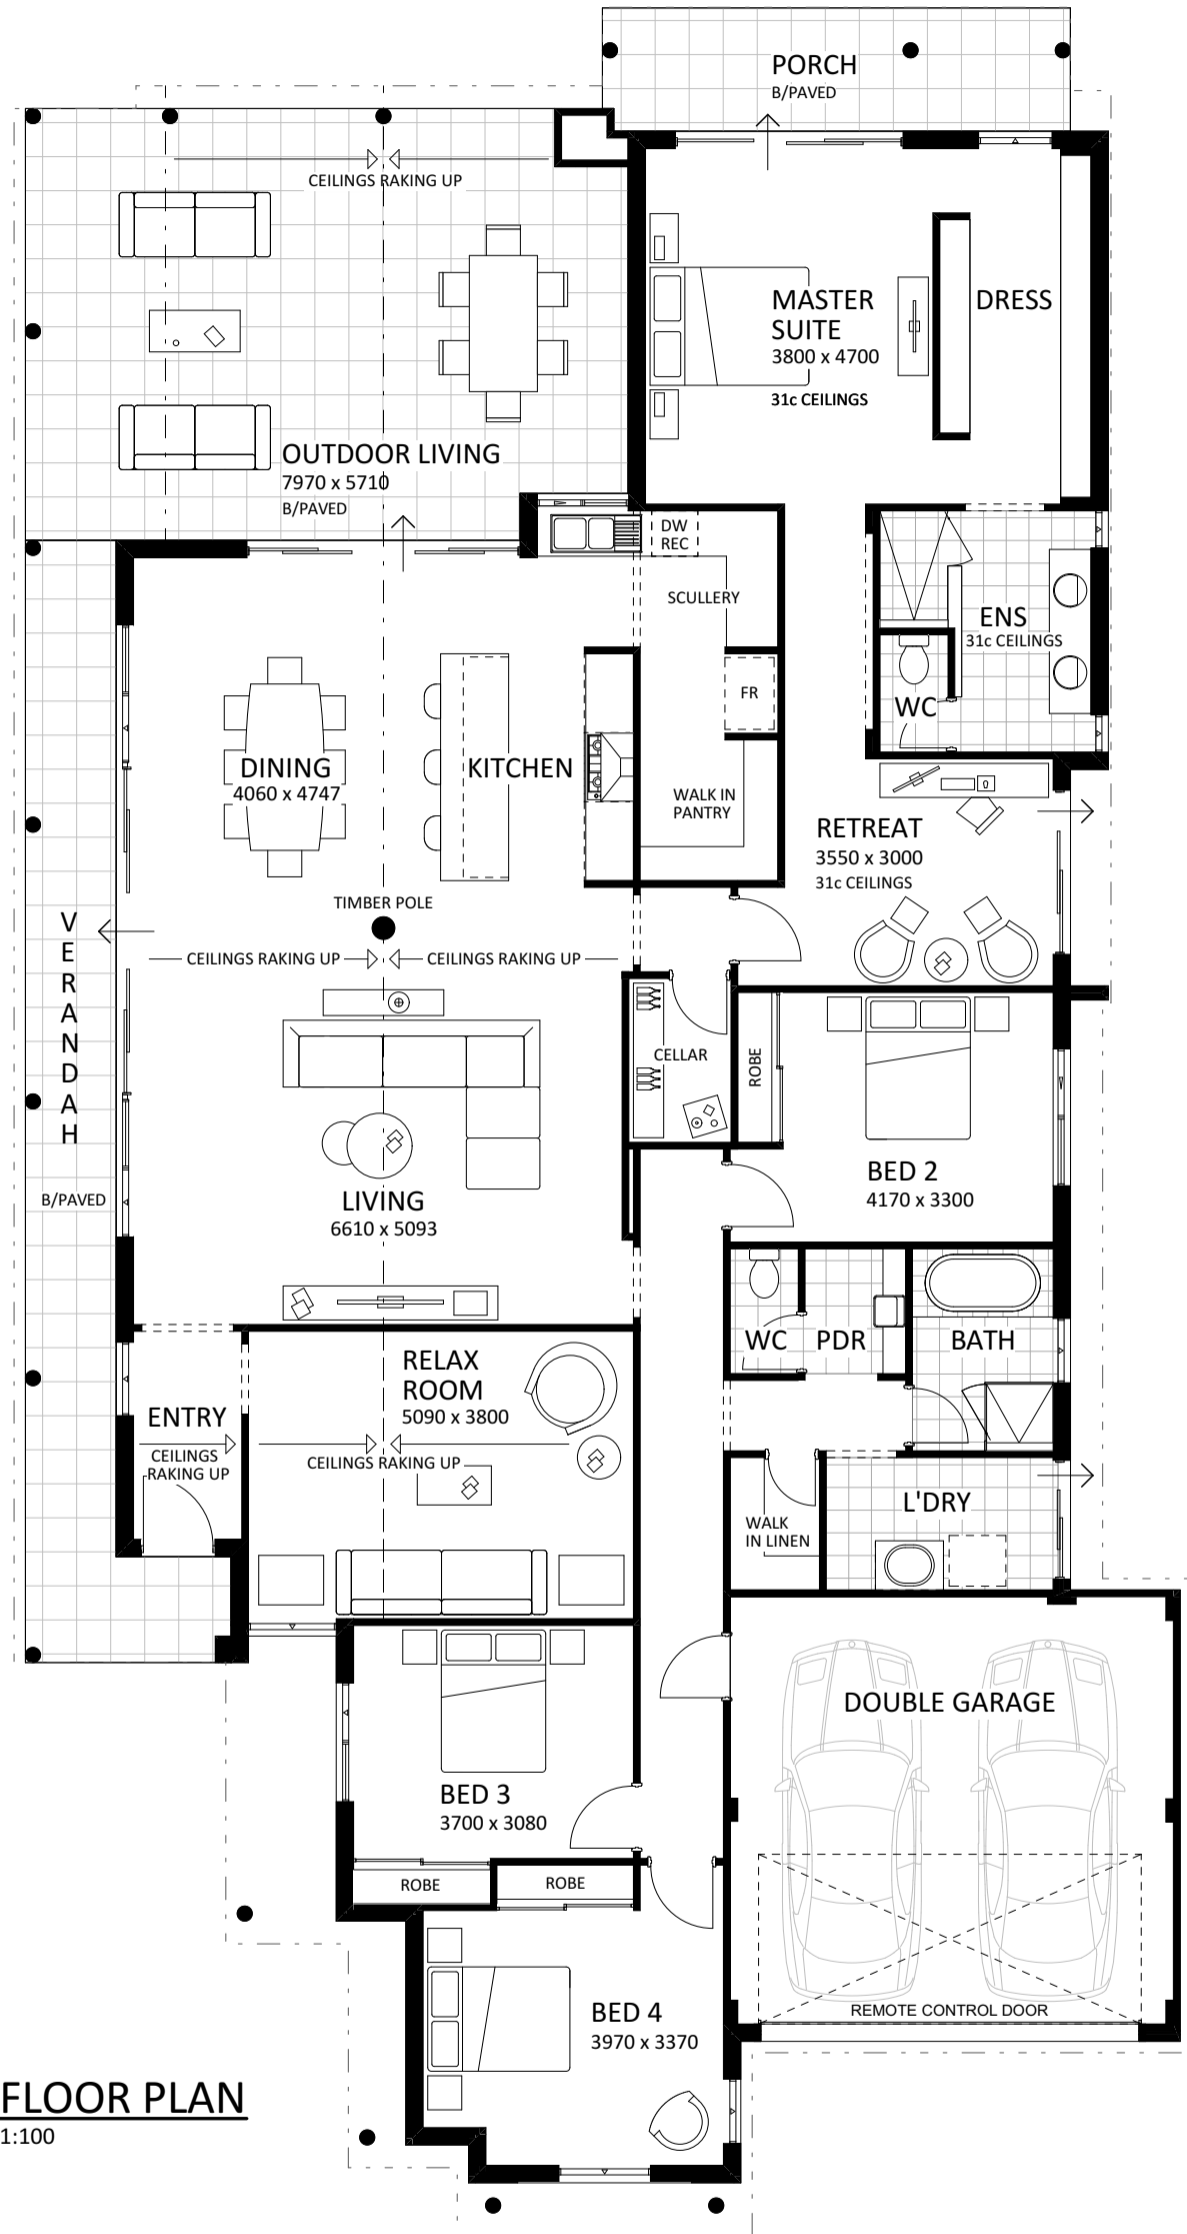 PORCH
B/PAVED
CEILINGS RAKING UP
MASTER
SUITE
3800 x 4700
31c CEILINGS
DRESS
OUTDOOR LIVING
7970 x 5710
B/PAVED
DW
REC
SCULLERY
ENS
31c CEILINGS
FR
WC
DINING
4060 x 4747
KITCHEN
WALK IN
PANTRY
RETREAT
3550 x 3000
31c CEILINGS
TIMBER POLE
VERANDAH
CEILINGS RAKING UP
CEILINGS RAKING UP
CELLAR
ROBE
BED 2
4170 x 3300
B/PAVED
LIVING
6610 x 5093
WC
PDR
BATH
RELAX
ROOM
5090 x 3800
ENTRY
CEILINGS
RAKING UP
CEILINGS RAKING UP
L'DRY
WALK
IN LINEN
DOUBLE GARAGE
BED 3
3700 x 3080
ROBE
ROBE
BED 4
3970 x 3370
REMOTE CONTROL DOOR
FLOOR PLAN
1:100